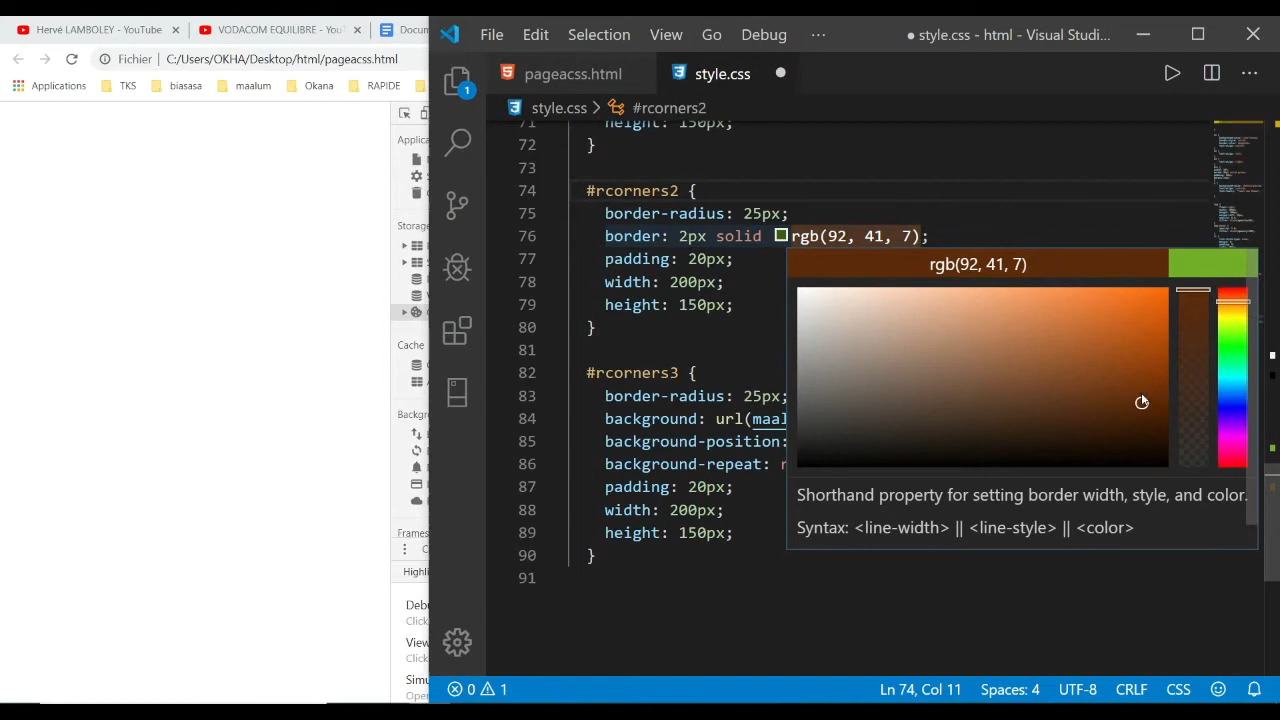 Hervé LAMBOLEY - YouTube
VODACOM EQUILIBRE - You
Docum
Fichier
C:/Users/OKHA/Desktop/html/pageacss.html
Applications
TKS
biasasa
maalum
Okana
RAPIDE
Applica
Storage
Cache
Backgro
Frames
Highli
Debu
Click
View
Click
Simu
Oper
File Edit Selection View Go Debug ···
● style.css - html - Visual Studi...
pageacss.html
style.css
style.css > #rcorners2
1
71 height: 150px;
72 }
73
74 #rcorners2 {
75 border-radius: 25px;
76 border: 2px solid rgb(92, 41, 7);
77 padding: 20px;
78 width: 200px;
79 height: 150px;
80 }
81
82 #rcorners3 {
83 border-radius: 25px;
84 background: url(maal
85 background-position:
86 background-repeat: r
87 padding: 20px;
88 width: 200px;
89 height: 150px;
90 }
91
rgb(92, 41, 7)
Shorthand property for setting border width, style, and color.
Syntax: <line-width> || <line-style> || <color>
0 1
Ln 74, Col 11 Spaces: 4 UTF-8 CRLF CSS